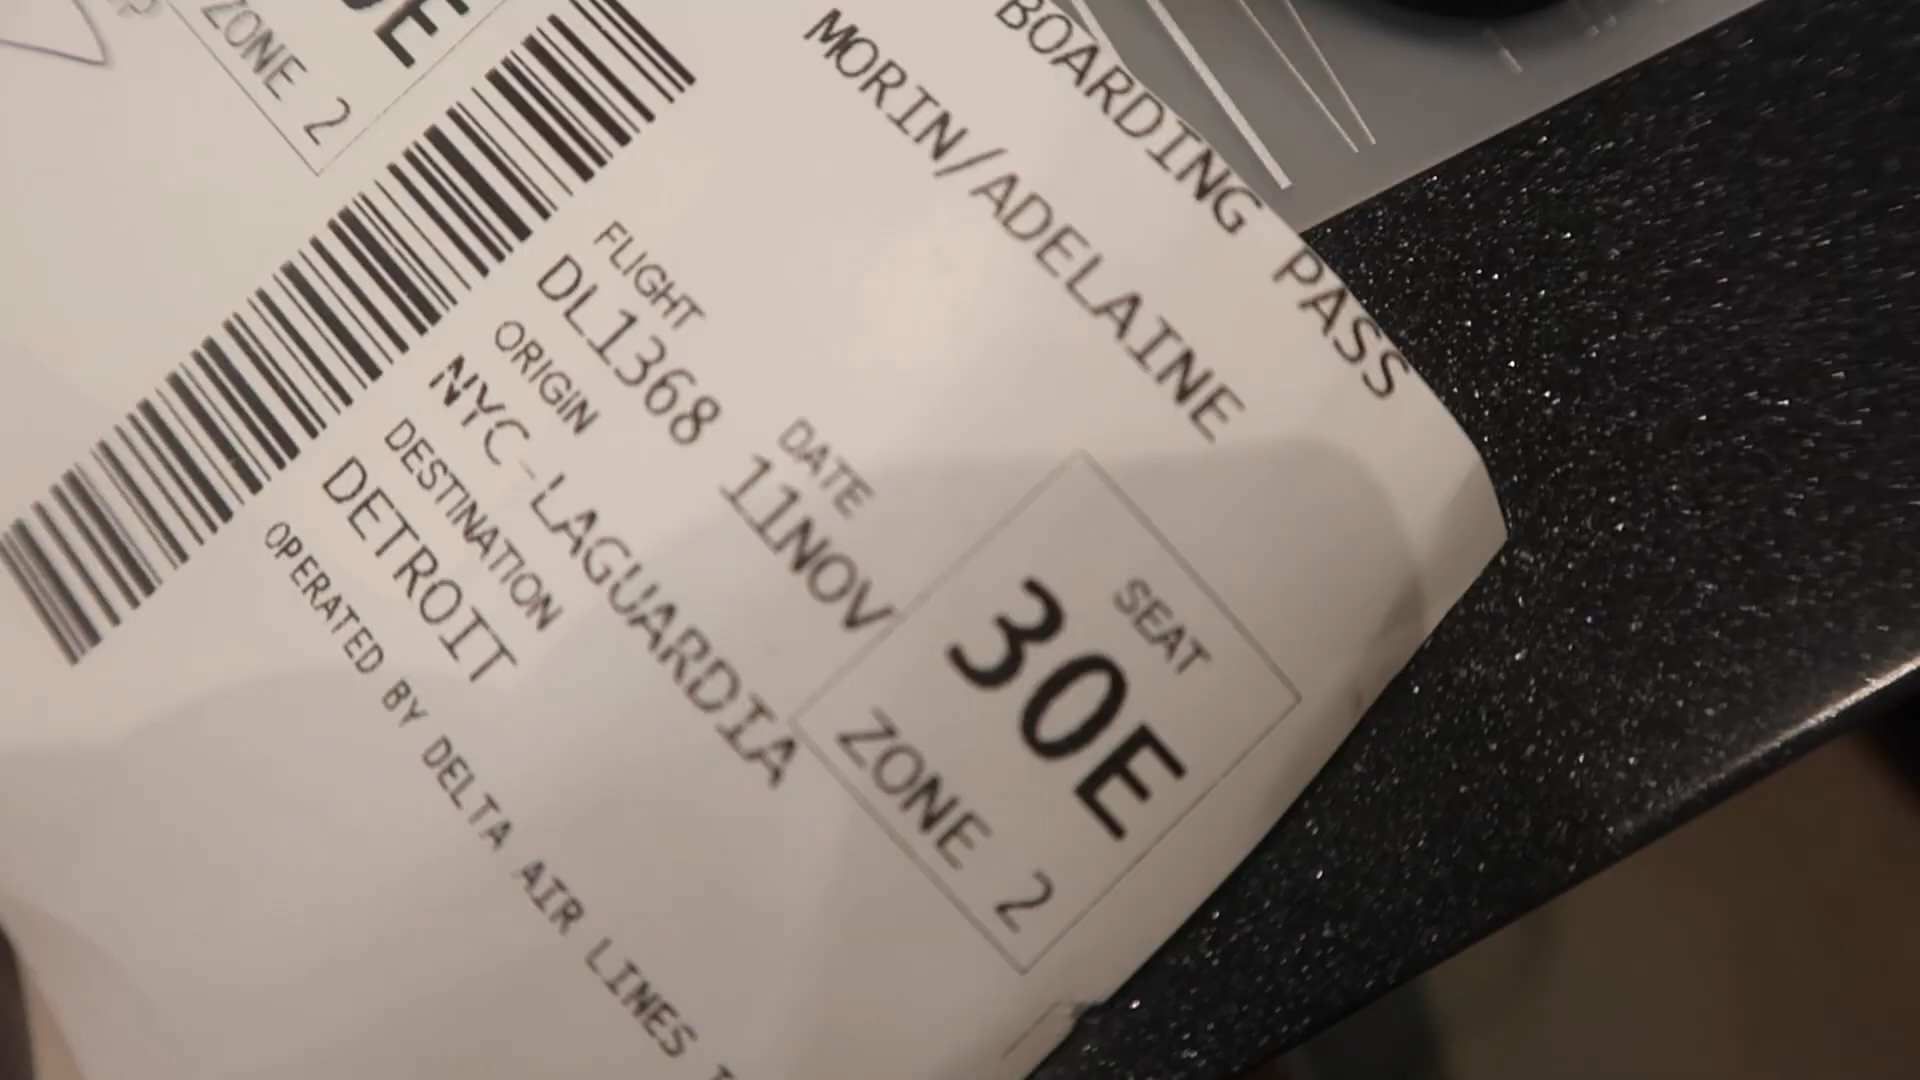 ZONE 2
BOARDING PASS
MORIN/ADELAINE
FLIGHT
DL1368
DATE
11NOV
ORIGIN
NYC-LAGUARDIA
DESTINATION
DETROIT
OPERATED BY DELTA AIR LINES
SEAT
30E
ZONE 2